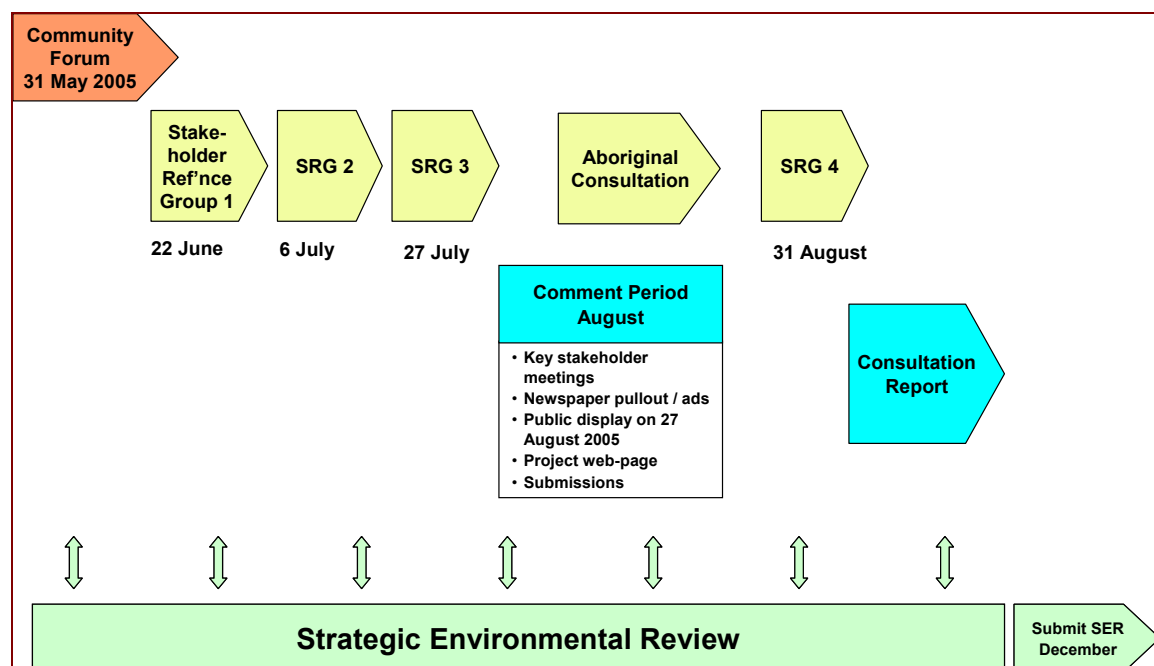 Community
Forum
31 May 2005
Stake-
holder
Ref’nce
Group 1
SRG 2
SRG 3
Aboriginal
Consultation
SRG 4
22 June
6 July
27 July
31 August
Comment Period
August
• Key stakeholder
meetings
• Newspaper pullout / ads
• Public display on 27
August 2005
• Project web-page
• Submissions
Consultation
Report
Strategic Environmental Review
Submit SER
December